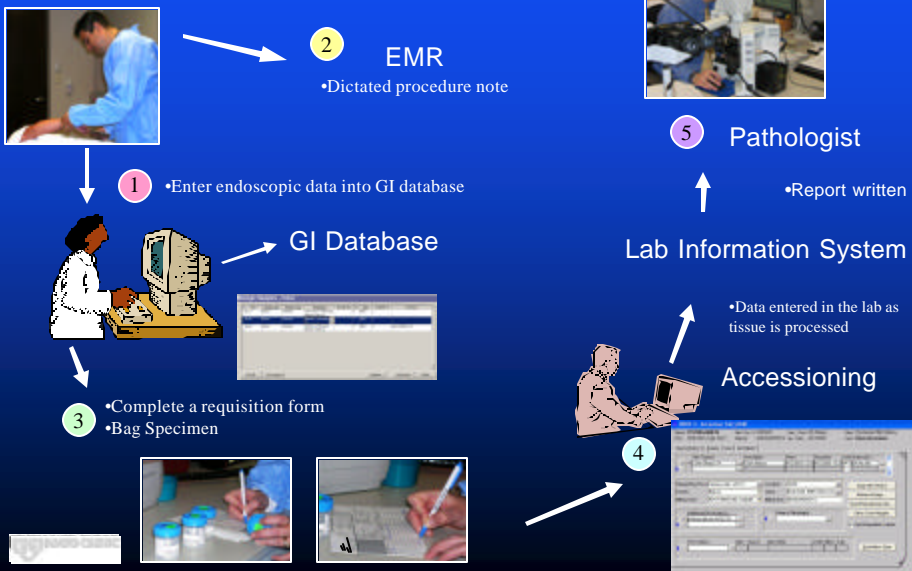 2
EMR
•Dictated procedure note
1
•Enter endoscopic data into GI database
GI Database
3
•Complete a requisition form
•Bag Specimen
5
Pathologist
•Report written
Lab Information System
•Data entered in the lab as
tissue is processed
Accessioning
4